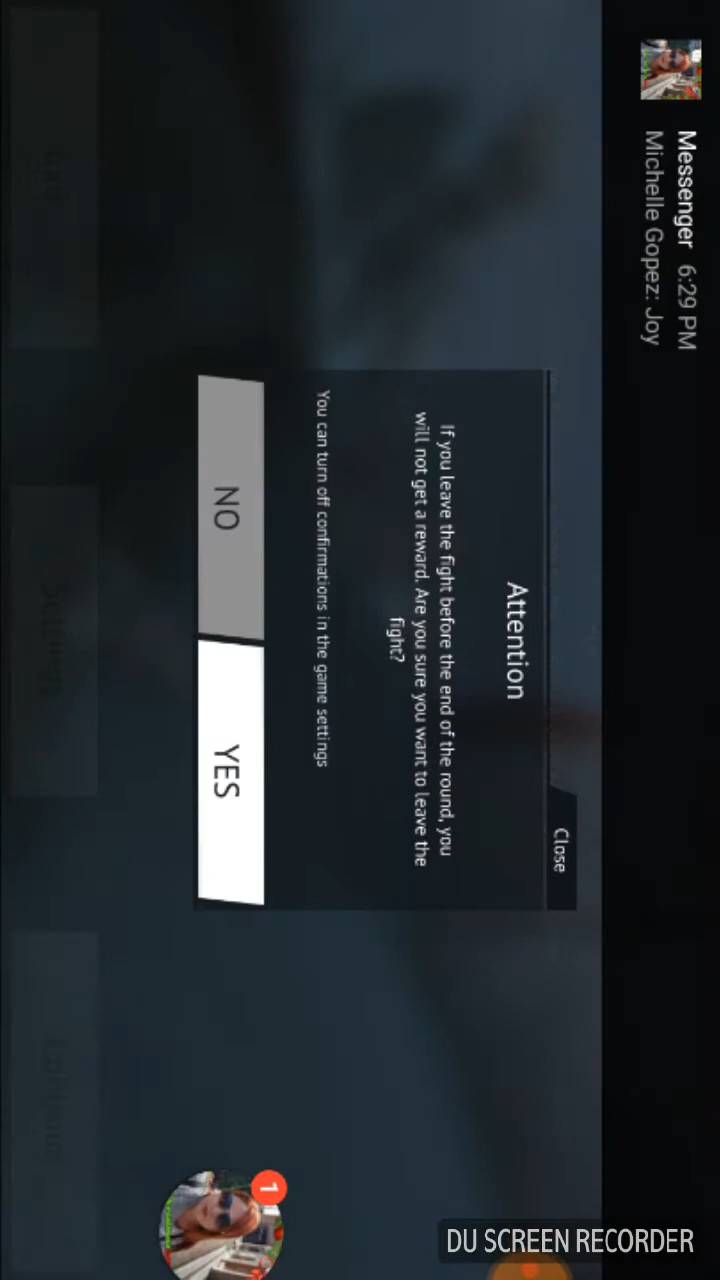 Messenger 6:29 PM
Michelle Gopez: Joy
Close
Attention
If you leave the fight before the end of the round, you
will not get a reward. Are you sure you want to leave the
fight?
You can turn off confirmations in the game settings
NO
YES
1
Settings
Continue
DU SCREEN RECORDER